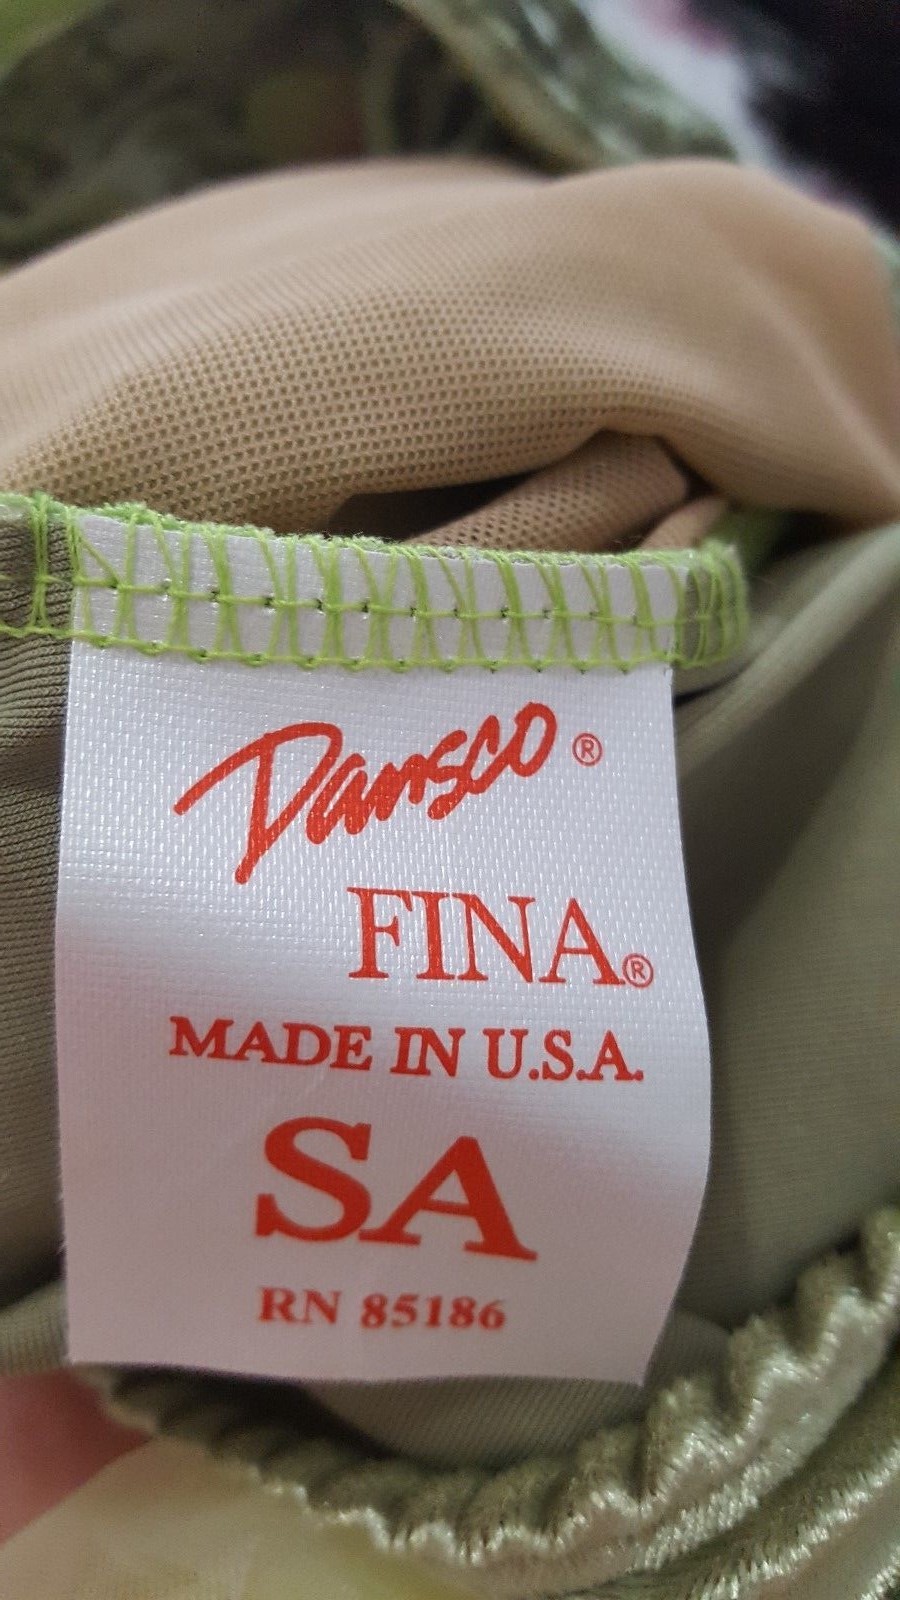 Dansco®
FINA®
MADE IN U.S.A.
SA
RN 85186